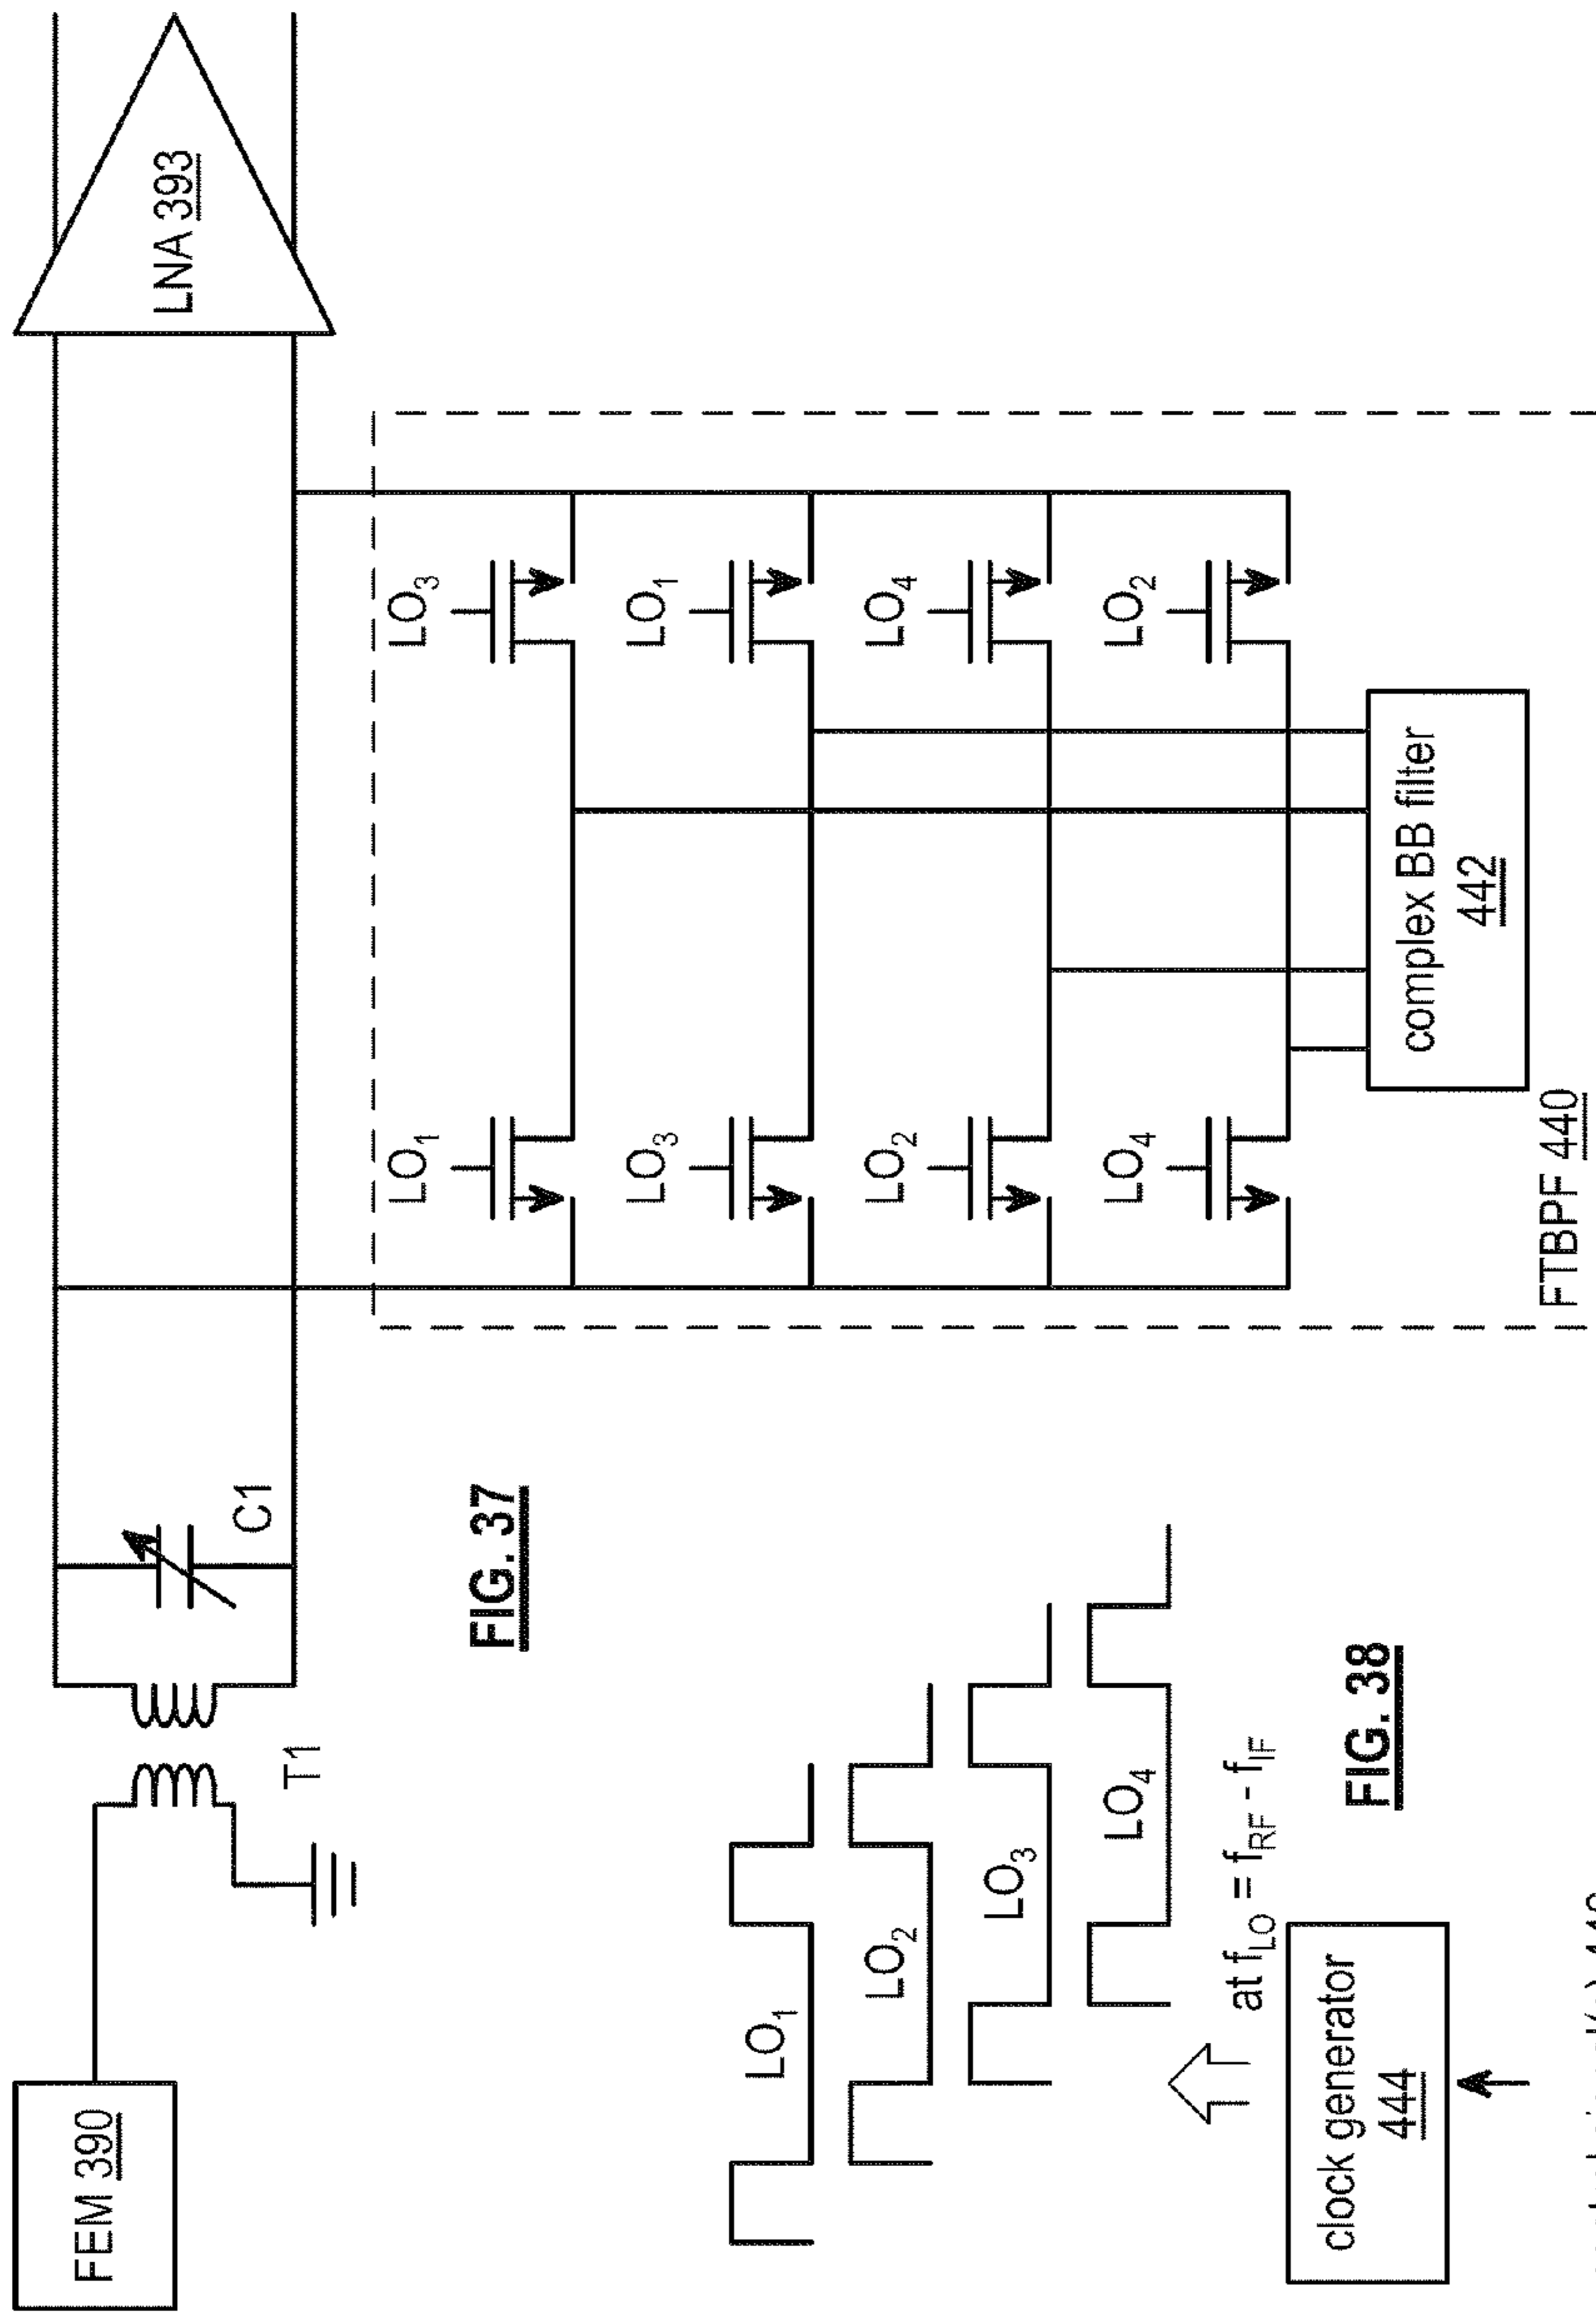 FEM 390
T1
C1
LNA 393
FIG. 37
LO1
LO3
LO3
LO1
LO2
LO4
LO4
LO2
complex BB filter
442
FTBPF 440
LO1
LO2
LO3
LO4
at fLO = fRF - fIF
clock generator
444
FIG. 38